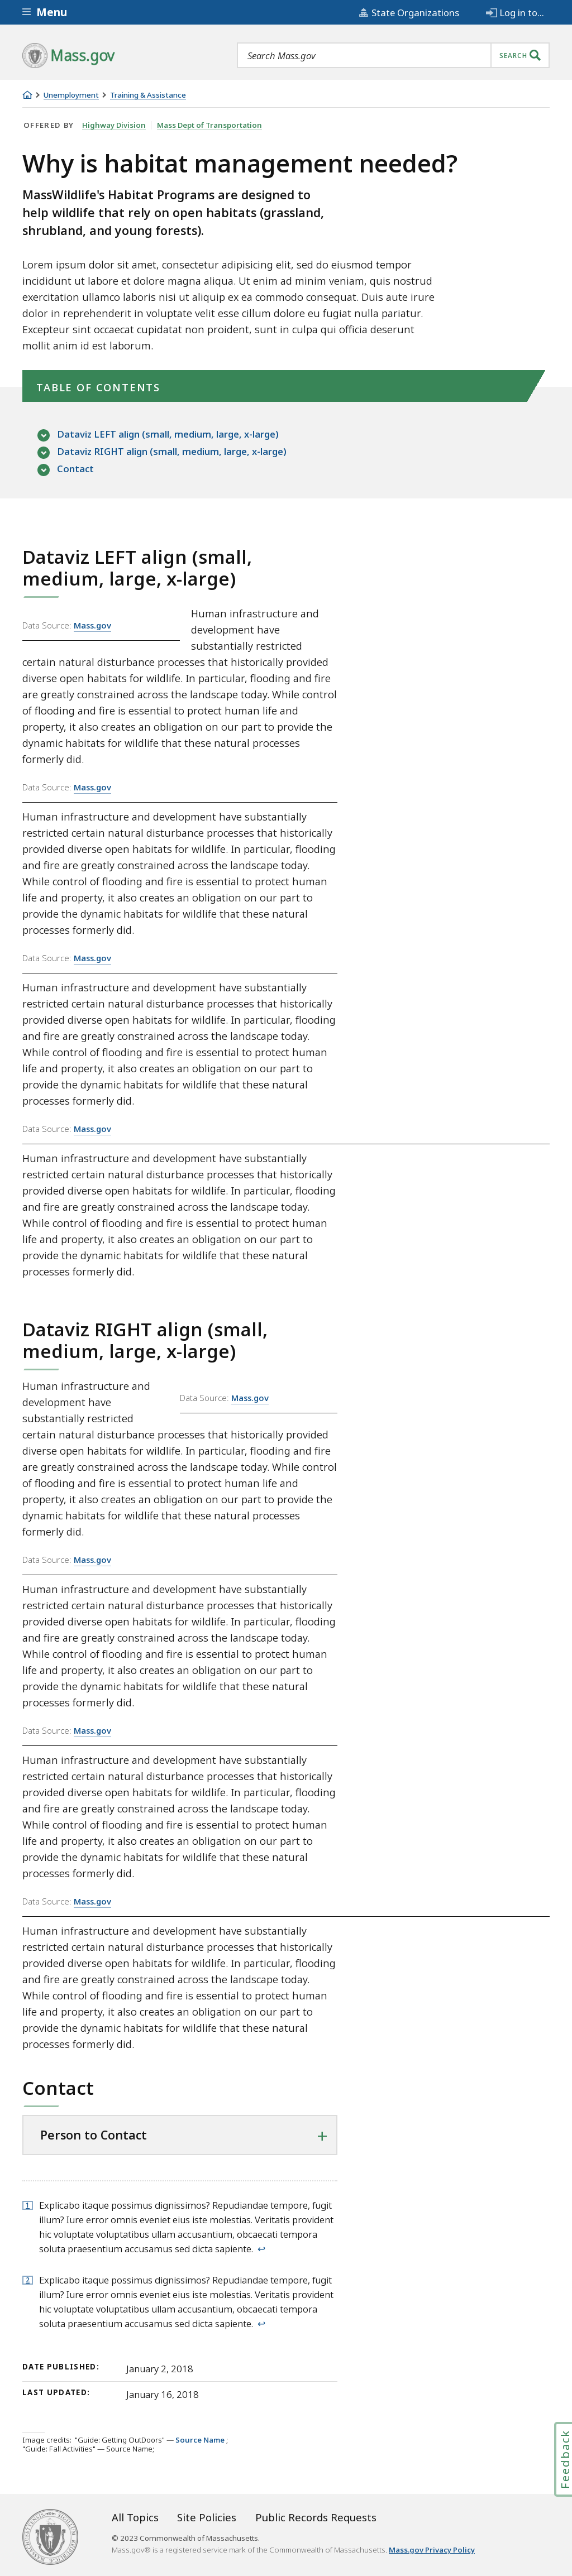 Menu
State Organizations
Log in to...
Mass.gov
Search Mass.gov
SEARCH
Unemployment
Training & Assistance
OFFERED BY Highway Division Mass Dept of Transportation
Why is habitat management needed?
MassWildlife's Habitat Programs are designed to
help wildlife that rely on open habitats (grassland,
shrubland, and young forests).
Lorem ipsum dolor sit amet, consectetur adipisicing elit, sed do eiusmod tempor
incididunt ut labore et dolore magna aliqua. Ut enim ad minim veniam, quis nostrud
exercitation ullamco laboris nisi ut aliquip ex ea commodo consequat. Duis aute irure
dolor in reprehenderit in voluptate velit esse cillum dolore eu fugiat nulla pariatur.
Excepteur sint occaecat cupidatat non proident, sunt in culpa qui officia deserunt
mollit anim id est laborum.
TABLE OF CONTENTS
Dataviz LEFT align (small, medium, large, x-large)
Dataviz RIGHT align (small, medium, large, x-large)
Contact
Dataviz LEFT align (small,
medium, large, x-large)
Data Source: Mass.gov
Human infrastructure and
development have
substantially restricted
certain natural disturbance processes that historically provided
diverse open habitats for wildlife. In particular, flooding and fire
are greatly constrained across the landscape today. While control
of flooding and fire is essential to protect human life and
property, it also creates an obligation on our part to provide the
dynamic habitats for wildlife that these natural processes
formerly did.
Data Source: Mass.gov
Human infrastructure and development have substantially
restricted certain natural disturbance processes that historically
provided diverse open habitats for wildlife. In particular, flooding
and fire are greatly constrained across the landscape today.
While control of flooding and fire is essential to protect human
life and property, it also creates an obligation on our part to
provide the dynamic habitats for wildlife that these natural
processes formerly did.
Data Source: Mass.gov
Human infrastructure and development have substantially
restricted certain natural disturbance processes that historically
provided diverse open habitats for wildlife. In particular, flooding
and fire are greatly constrained across the landscape today.
While control of flooding and fire is essential to protect human
life and property, it also creates an obligation on our part to
provide the dynamic habitats for wildlife that these natural
processes formerly did.
Data Source: Mass.gov
Human infrastructure and development have substantially
restricted certain natural disturbance processes that historically
provided diverse open habitats for wildlife. In particular, flooding
and fire are greatly constrained across the landscape today.
While control of flooding and fire is essential to protect human
life and property, it also creates an obligation on our part to
provide the dynamic habitats for wildlife that these natural
processes formerly did.
Dataviz RIGHT align (small,
medium, large, x-large)
Data Source: Mass.gov
Human infrastructure and
development have
substantially restricted
certain natural disturbance processes that historically provided
diverse open habitats for wildlife. In particular, flooding and fire
are greatly constrained across the landscape today. While control
of flooding and fire is essential to protect human life and
property, it also creates an obligation on our part to provide the
dynamic habitats for wildlife that these natural processes
formerly did.
Data Source: Mass.gov
Human infrastructure and development have substantially
restricted certain natural disturbance processes that historically
provided diverse open habitats for wildlife. In particular, flooding
and fire are greatly constrained across the landscape today.
While control of flooding and fire is essential to protect human
life and property, it also creates an obligation on our part to
provide the dynamic habitats for wildlife that these natural
processes formerly did.
Data Source: Mass.gov
Human infrastructure and development have substantially
restricted certain natural disturbance processes that historically
provided diverse open habitats for wildlife. In particular, flooding
and fire are greatly constrained across the landscape today.
While control of flooding and fire is essential to protect human
life and property, it also creates an obligation on our part to
provide the dynamic habitats for wildlife that these natural
processes formerly did.
Data Source: Mass.gov
Human infrastructure and development have substantially
restricted certain natural disturbance processes that historically
provided diverse open habitats for wildlife. In particular, flooding
and fire are greatly constrained across the landscape today.
While control of flooding and fire is essential to protect human
life and property, it also creates an obligation on our part to
provide the dynamic habitats for wildlife that these natural
processes formerly did.
Contact
Person to Contact
1 Explicabo itaque possimus dignissimos? Repudiandae tempore, fugit
illum? Iure error omnis eveniet eius iste molestias. Veritatis provident
hic voluptate voluptatibus ullam accusantium, obcaecati tempora
soluta praesentium accusamus sed dicta sapiente. ↩
2 Explicabo itaque possimus dignissimos? Repudiandae tempore, fugit
illum? Iure error omnis eveniet eius iste molestias. Veritatis provident
hic voluptate voluptatibus ullam accusantium, obcaecati tempora
soluta praesentium accusamus sed dicta sapiente. ↩
DATE PUBLISHED: January 2, 2018
LAST UPDATED: January 16, 2018
Image credits: "Guide: Getting OutDoors" — Source Name ;
"Guide: Fall Activities" — Source Name;
Feedback
All Topics Site Policies Public Records Requests
© 2023 Commonwealth of Massachusetts.
Mass.gov® is a registered service mark of the Commonwealth of Massachusetts. Mass.gov Privacy Policy